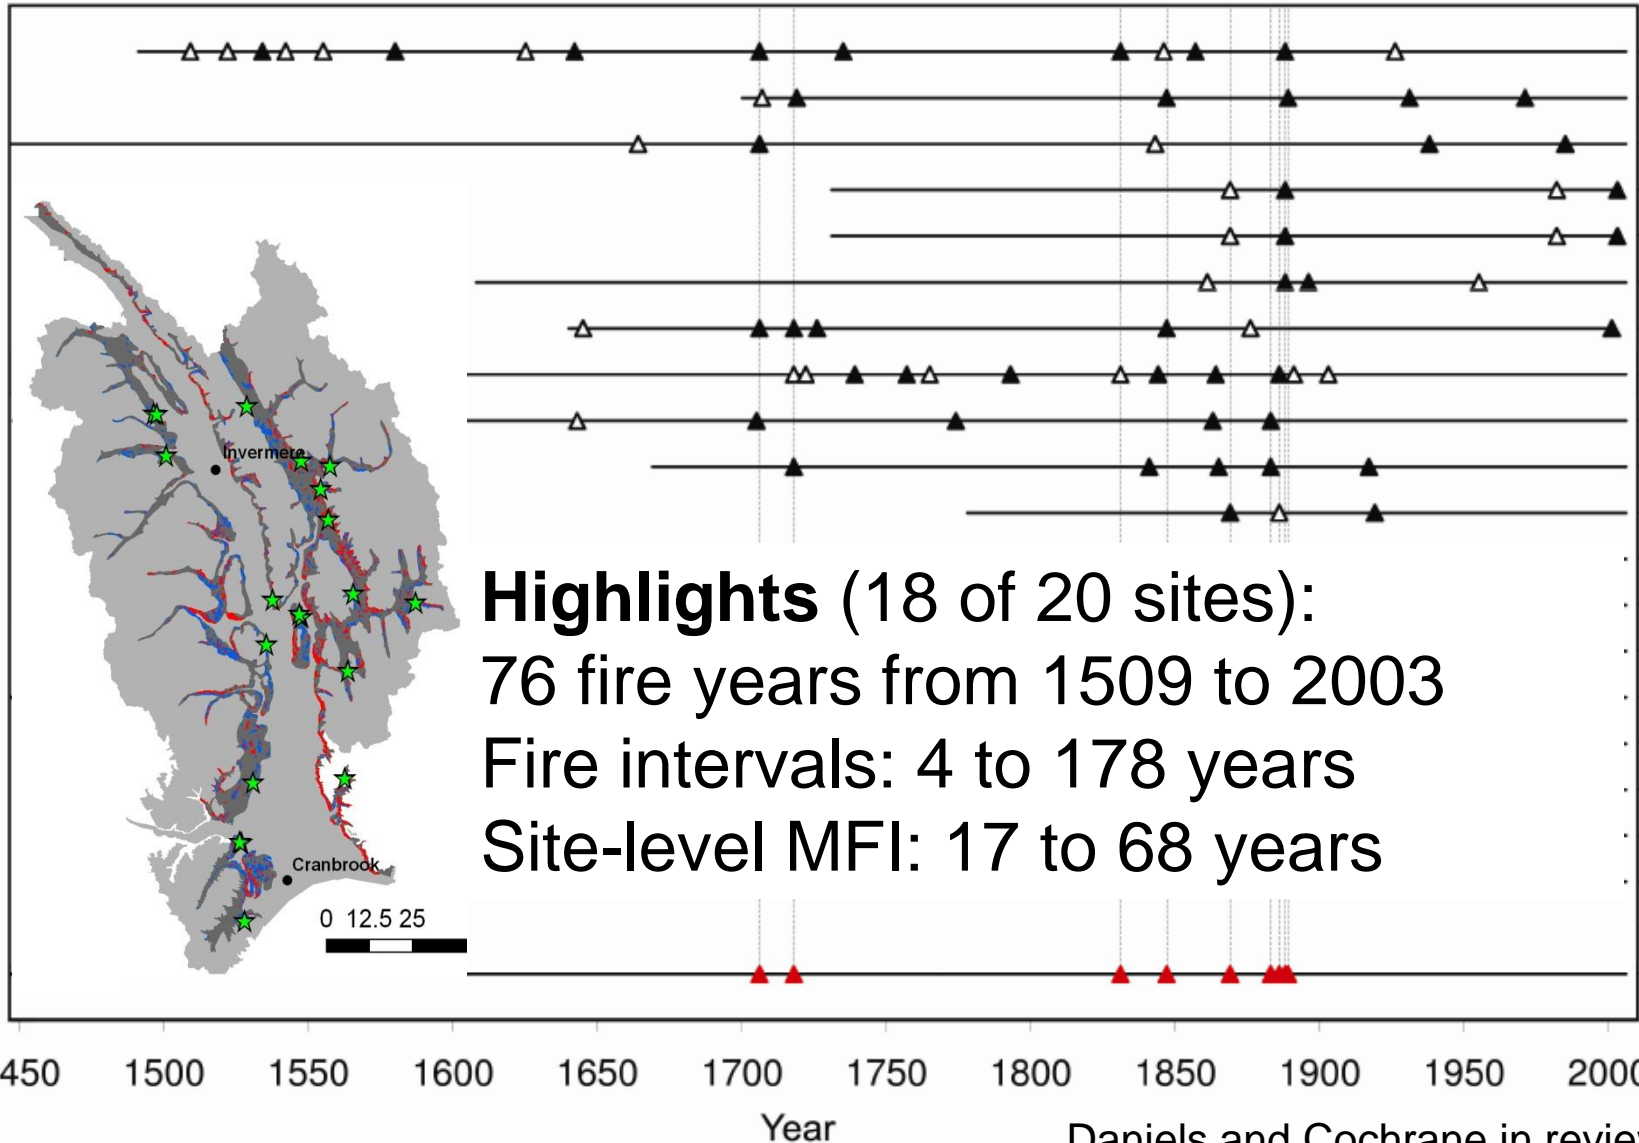 Invermere
Cranbrook
0 12.5 25
Highlights (18 of 20 sites):
76 fire years from 1509 to 2003
Fire intervals: 4 to 178 years
Site-level MFI: 17 to 68 years
450 1500 1550 1600 1650 1700 1750 1800 1850 1900 1950 2000
Year
Daniels and Cochrane in review